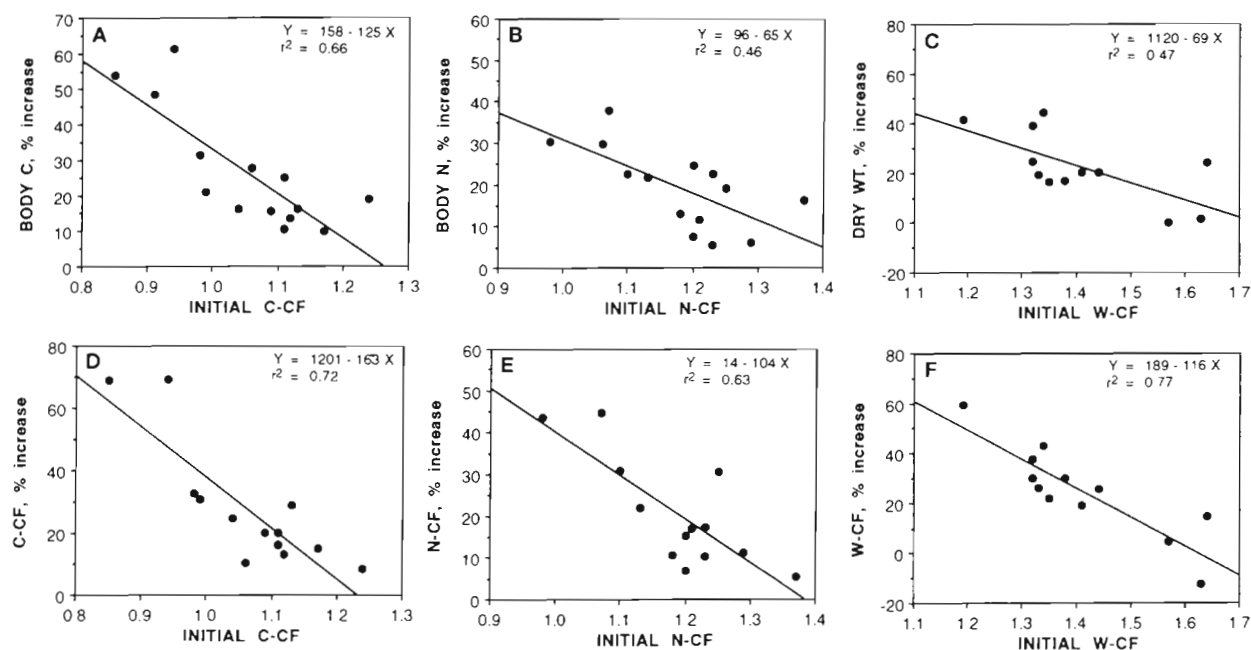 A
Y = 158 - 125 X
r2 = 0.66
BODY C, % increase
70
60
50
40
30
20
10
0
0.8 0.9 1.0 1.1 1.2 1.3
INITIAL C-CF
B
Y = 96 - 65 X
r2 = 0.46
BODY N, % increase
60
50
40
30
20
10
0
0.9 1.0 1.1 1.2 1.3 1.4
INITIAL N-CF
C
Y = 1120 - 69 X
r2 = 0 47
DRY WT, % increase
80
60
40
20
0
-20
1 1 1.2 1.3 1.4 1.5 1.6 1 7
INITIAL W-CF
D
Y = 1201 - 163 X
r2 = 0.72
C-CF, % increase
80
60
40
20
0
0.8 0.9 1.0 1.1 1.2 1.3
INITIAL C-CF
E
Y = 14 - 104 X
r2 = 0.63
N-CF, % increase
60
50
40
30
20
10
0
0.9 1.0 1.1 1.2 1.3 1.4
INITIAL N-CF
F
Y = 189 - 116 X
r2 = 0 77
W-CF, % increase
80
60
40
20
0
-20
1 1 1.2 1.3 1.4 1.5 1.6 1 7
INITIAL W-CF